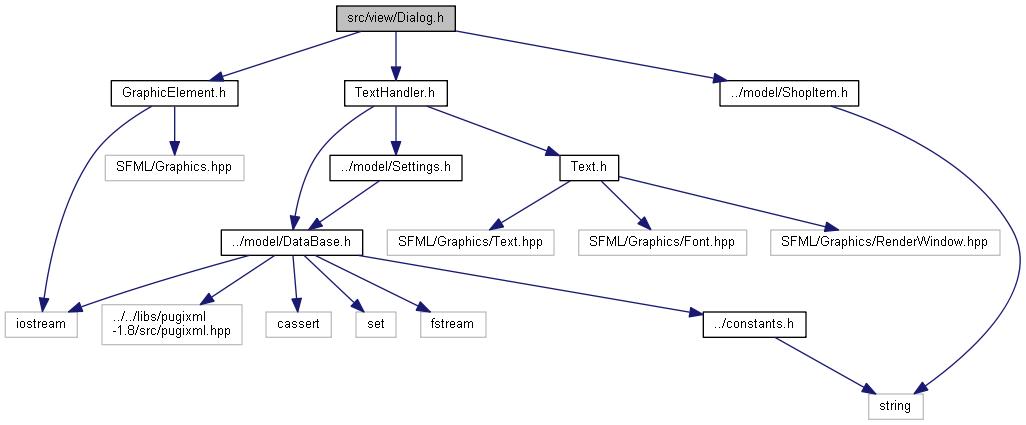 src/view/Dialog.h
GraphicElement.h
TextHandler.h
../model/ShopItem.h
SFML/Graphics.hpp
../model/Settings.h
Text.h
../model/DataBase.h
SFML/Graphics/Text.hpp
SFML/Graphics/Font.hpp
SFML/Graphics/RenderWindow.hpp
iostream
../../libs/pugixml
-1.8/src/pugixml.hpp
cassert
set
fstream
../constants.h
string